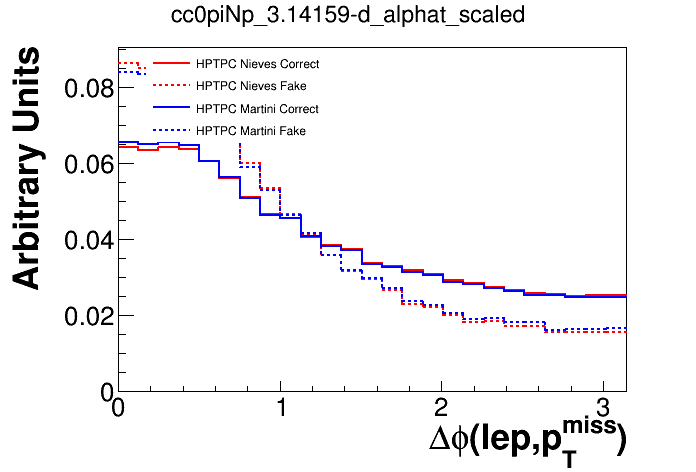 cc0piNp_3.14159-d_alphat_scaled
Arbitrary Units
0.08
0.06
0.04
0.02
0
HPTPC Nieves Correct
HPTPC Nieves Fake
HPTPC Martini Correct
HPTPC Martini Fake
0 1 2 3
Δϕ(lep,p_T^miss)